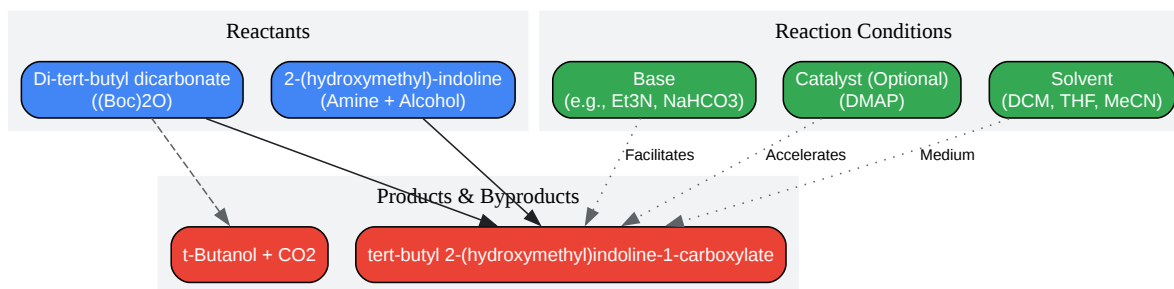 Reactants
Reaction Conditions
Di-tert-butyl dicarbonate
((Boc)2O)
2-(hydroxymethyl)-indoline
(Amine + Alcohol)
Base
(e.g., Et3N, NaHCO3)
Catalyst (Optional)
(DMAP)
Solvent
(DCM, THF, MeCN)
Facilitates
Accelerates
Medium
Products & Byproducts
t-Butanol + CO2
tert-butyl 2-(hydroxymethyl)indoline-1-carboxylate